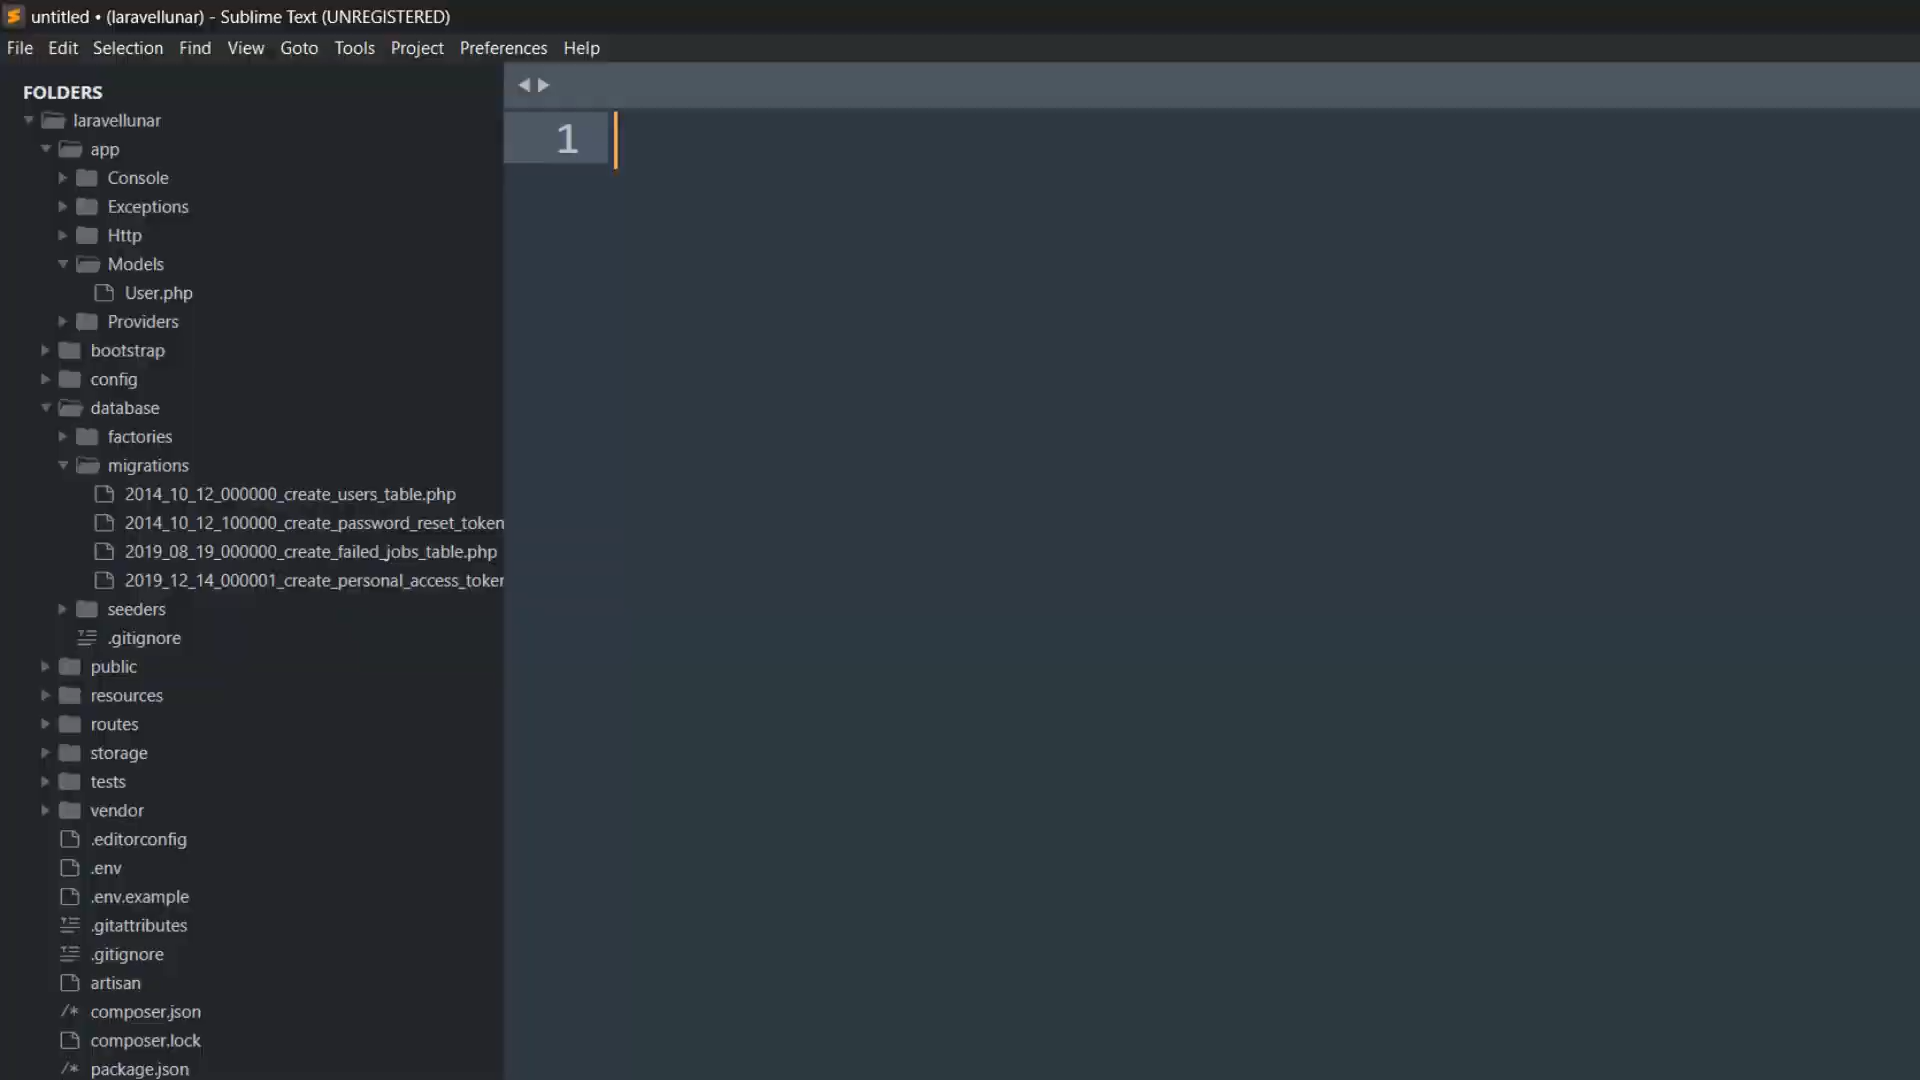 untitled • (laravellunar) - Sublime Text (UNREGISTERED)
File Edit Selection Find View Goto Tools Project Preferences Help
FOLDERS
laravellunar
app
Console
Exceptions
Http
Models
User.php
Providers
bootstrap
config
database
factories
migrations
2014_10_12_000000_create_users_table.php
2014_10_12_100000_create_password_reset_token
2019_08_19_000000_create_failed_jobs_table.php
2019_12_14_000001_create_personal_access_token
seeders
.gitignore
public
resources
routes
storage
tests
vendor
.editorconfig
.env
.env.example
.gitattributes
.gitignore
artisan
/* composer.json
composer.lock
/* package.json
1